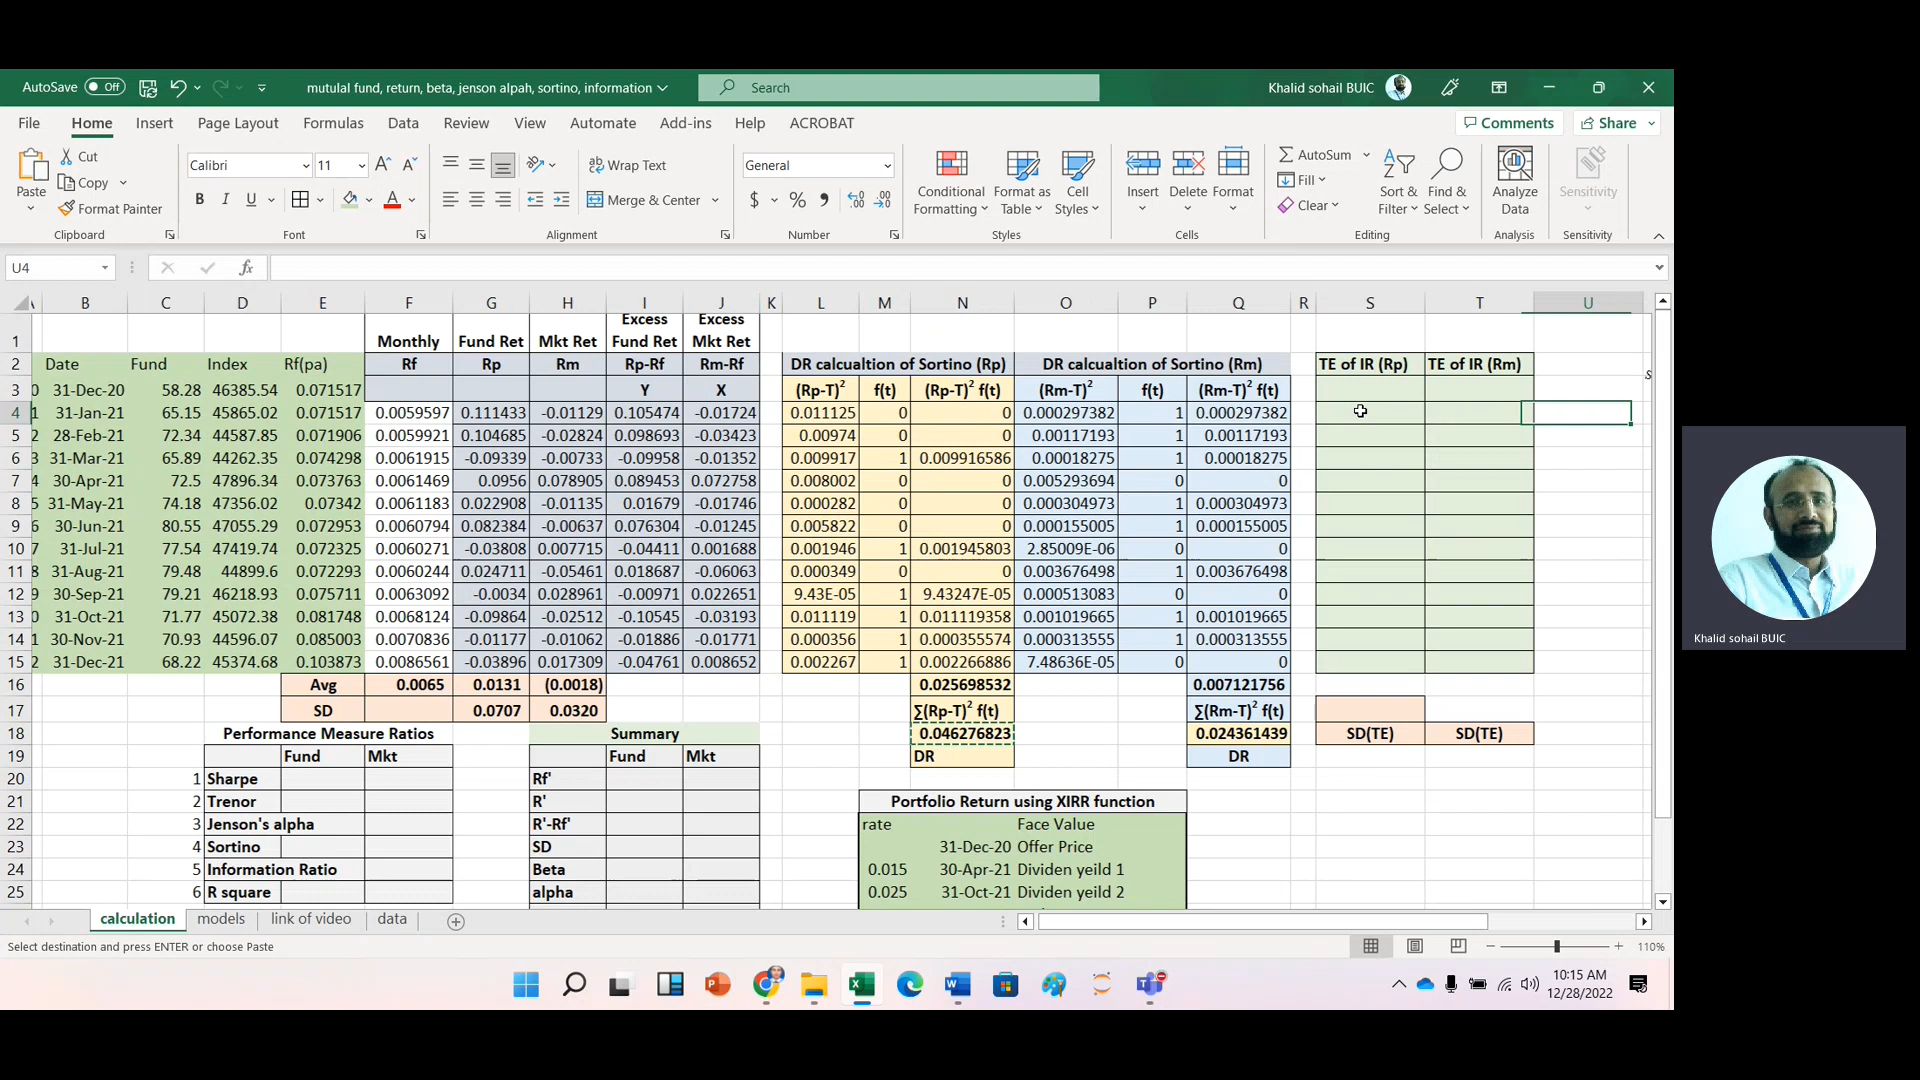 AutoSave Off mutulal fund, return, beta, jenson alpah, sortino, information Search Khalid sohail BUIC
File Home Insert Page Layout Formulas Data Review View Automate Add-ins Help ACROBAT Comments Share
Paste Cut Copy Format Painter
Calibri 11 B I U
Wrap Text Merge & Center
General $ %
Conditional Formatting Format as Table Cell Styles
Insert Delete Format
AutoSum Fill Clear Sort & Filter Find & Select
Analyze Data Sensitivity
Clipboard Font Alignment Number Styles Cells Editing Analysis Sensitivity
U4 fx
A B C D E F G H I J K L M N O P Q R S T U
1 Monthly Fund Ret Mkt Ret Excess Fund Ret Excess Mkt Ret
2 Date Fund Index Rf(pa) Rf Rp Rm Rp-Rf Rm-Rf DR calcualtion of Sortino (Rp) DR calcualtion of Sortino (Rm) TE of IR (Rp) TE of IR (Rm)
3 0 31-Dec-20 58.28 46385.54 0.071517 Y X (Rp-T)² f(t) (Rp-T)² f(t) (Rm-T)² f(t) (Rm-T)² f(t)
4 1 31-Jan-21 65.15 45865.02 0.071517 0.0059597 0.111433 -0.01129 0.105474 -0.01724 0.011125 0 0 0.000297382 1 0.000297382
5 2 28-Feb-21 72.34 44587.85 0.071906 0.0059921 0.104685 -0.02824 0.098693 -0.03423 0.00974 0 0 0.00117193 1 0.00117193
6 3 31-Mar-21 65.89 44262.35 0.074298 0.0061915 -0.09339 -0.00733 -0.09958 -0.01352 0.009917 1 0.009916586 0.00018275 1 0.00018275
7 4 30-Apr-21 72.5 47896.34 0.073763 0.0061469 0.0956 0.078905 0.089453 0.072758 0.008002 0 0 0.005293694 0 0
8 5 31-May-21 74.18 47356.02 0.07342 0.0061183 0.022908 -0.01135 0.01679 -0.01746 0.000282 0 0 0.000304973 1 0.000304973
9 6 30-Jun-21 80.55 47055.29 0.072953 0.0060794 0.082384 -0.00637 0.076304 -0.01245 0.005822 0 0 0.000155005 1 0.000155005
10 7 31-Jul-21 77.54 47419.74 0.072325 0.0060271 -0.03808 0.007715 -0.04411 0.001688 0.001946 1 0.001945803 2.85009E-06 0 0
11 8 31-Aug-21 79.48 44899.6 0.072293 0.0060244 0.024711 -0.05461 0.018687 -0.06063 0.000349 0 0 0.003676498 1 0.003676498
12 9 30-Sep-21 79.21 46218.93 0.075711 0.0063092 -0.0034 0.028961 -0.00971 0.022651 9.43E-05 1 9.43247E-05 0.000513083 0 0
13 0 31-Oct-21 71.77 45072.38 0.081748 0.0068124 -0.09864 -0.02512 -0.10545 -0.03193 0.011119 1 0.011119358 0.001019665 1 0.001019665
14 1 30-Nov-21 70.93 44596.07 0.085003 0.0070836 -0.01177 -0.01062 -0.01886 -0.01771 0.000356 1 0.000355574 0.000313555 1 0.000313555
15 2 31-Dec-21 68.22 45374.68 0.103873 0.0086561 -0.03896 0.017309 -0.04761 0.008652 0.002267 1 0.002266886 7.48636E-05 0 0
16 Avg 0.0065 0.0131 (0.0018) 0.025698532 0.007121756
17 SD 0.0707 0.0320 ∑(Rp-T)² f(t) ∑(Rm-T)² f(t)
18 Performance Measure Ratios Summary 0.046276823 0.024361439 SD(TE) SD(TE)
19 Fund Mkt Fund Mkt DR DR
20 1 Sharpe Rf'
21 2 Trenor R' Portfolio Return using XIRR function
22 3 Jenson's alpha R'-Rf' rate Face Value
23 4 Sortino SD 31-Dec-20 Offer Price
24 5 Information Ratio Beta 0.015 30-Apr-21 Dividen yeild 1
25 6 R square alpha 0.025 31-Oct-21 Dividen yeild 2
calculation models link of video data
Select destination and press ENTER or choose Paste 110%
10:15 AM
12/28/2022
Khalid sohail BUIC